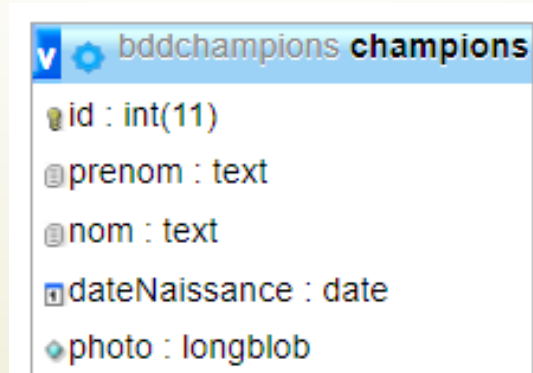 v bddchampions champions
id : int(11)
prenom : text
nom : text
dateNaissance : date
photo : longblob